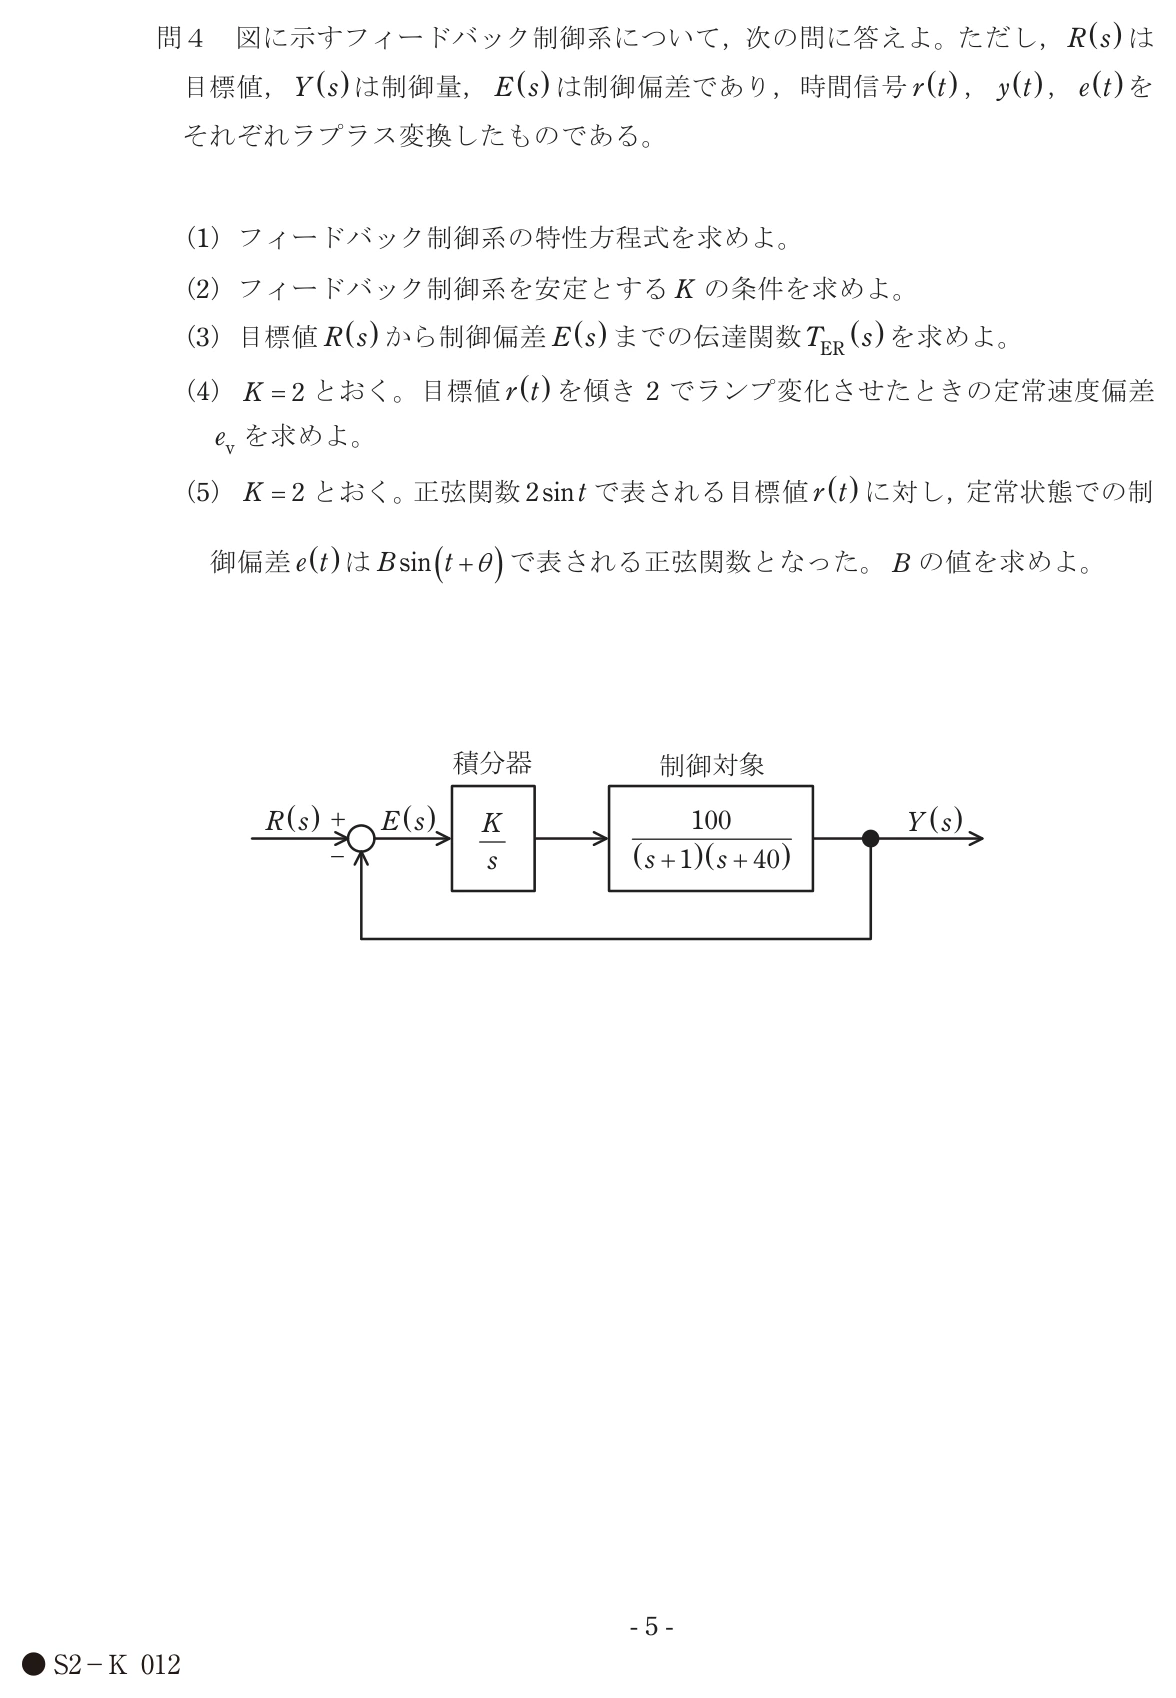 問４　図に示すフィードバック制御系について，次の問に答えよ。ただし，R(s)は
目標値，Y(s)は制御量，E(s)は制御偏差であり，時間信号r(t)，y(t)，e(t)を
それぞれラプラス変換したものである。
(1) フィードバック制御系の特性方程式を求めよ。
(2) フィードバック制御系を安定とするKの条件を求めよ。
(3) 目標値R(s)から制御偏差E(s)までの伝達関数T_ER(s)を求めよ。
(4) K=2とおく。目標値r(t)を傾き2でランプ変化させたときの定常速度偏差
e_vを求めよ。
(5) K=2とおく。正弦関数2sin tで表される目標値r(t)に対し，定常状態での制
御偏差e(t)はB sin(t+θ)で表される正弦関数となった。Bの値を求めよ。
積分器 制御対象
R(s) + − E(s) K/s 100/((s+1)(s+40)) Y(s)
- 5 -
● S2−K 012